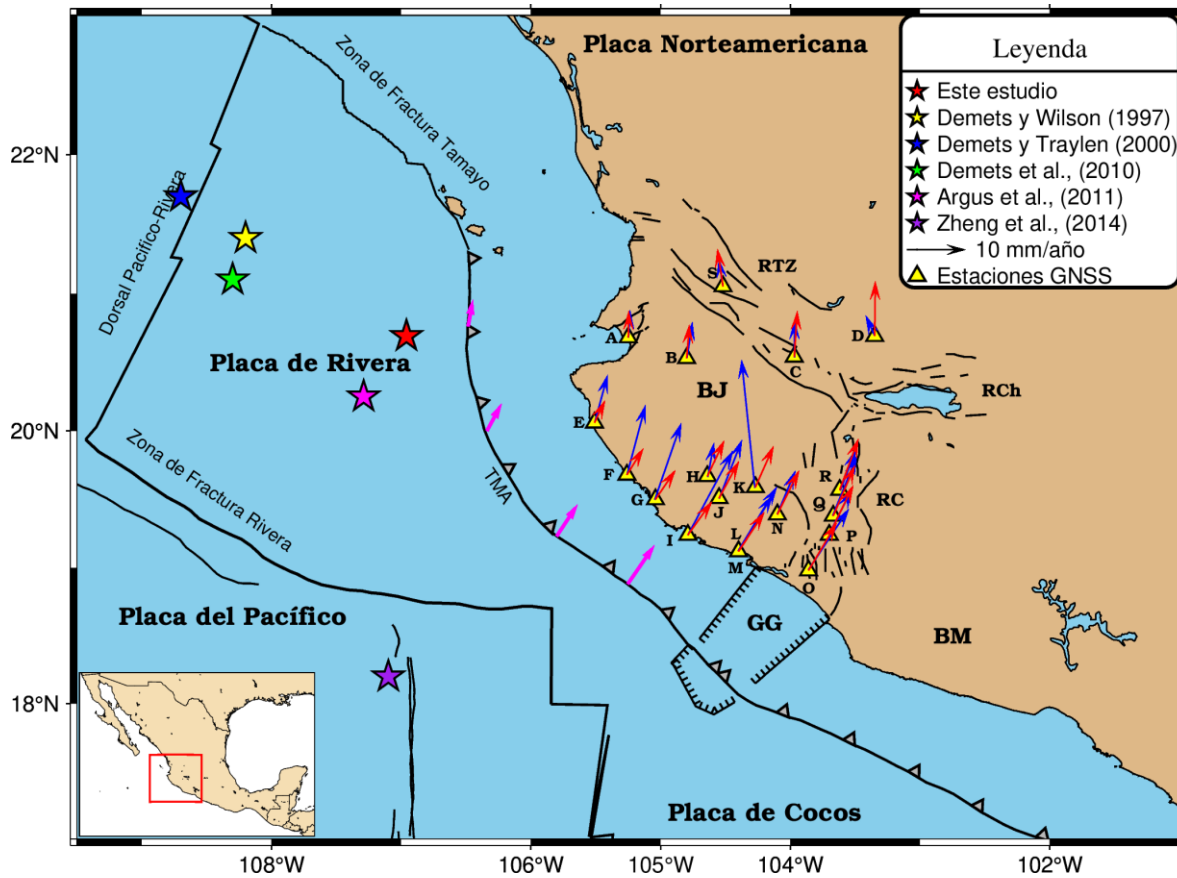 Placa Norteamericana
Leyenda
Este estudio
Demets y Wilson (1997)
Demets y Traylen (2000)
Demets et al., (2010)
Argus et al., (2011)
Zheng et al., (2014)
10 mm/año
Estaciones GNSS
Zona de Fractura Tamayo
22°N
Dorsal Pacifico-Rivera
S
RTZ
A
B
C
D
Placa de Rivera
BJ
RCh
20°N
E
F
G
H
I
J
K
L
M
N
O
P
Q
R
RC
TMA
Zona de Fractura Rivera
Placa del Pacífico
GG
BM
18°N
Placa de Cocos
108°W
106°W
104°W
104°W
102°W